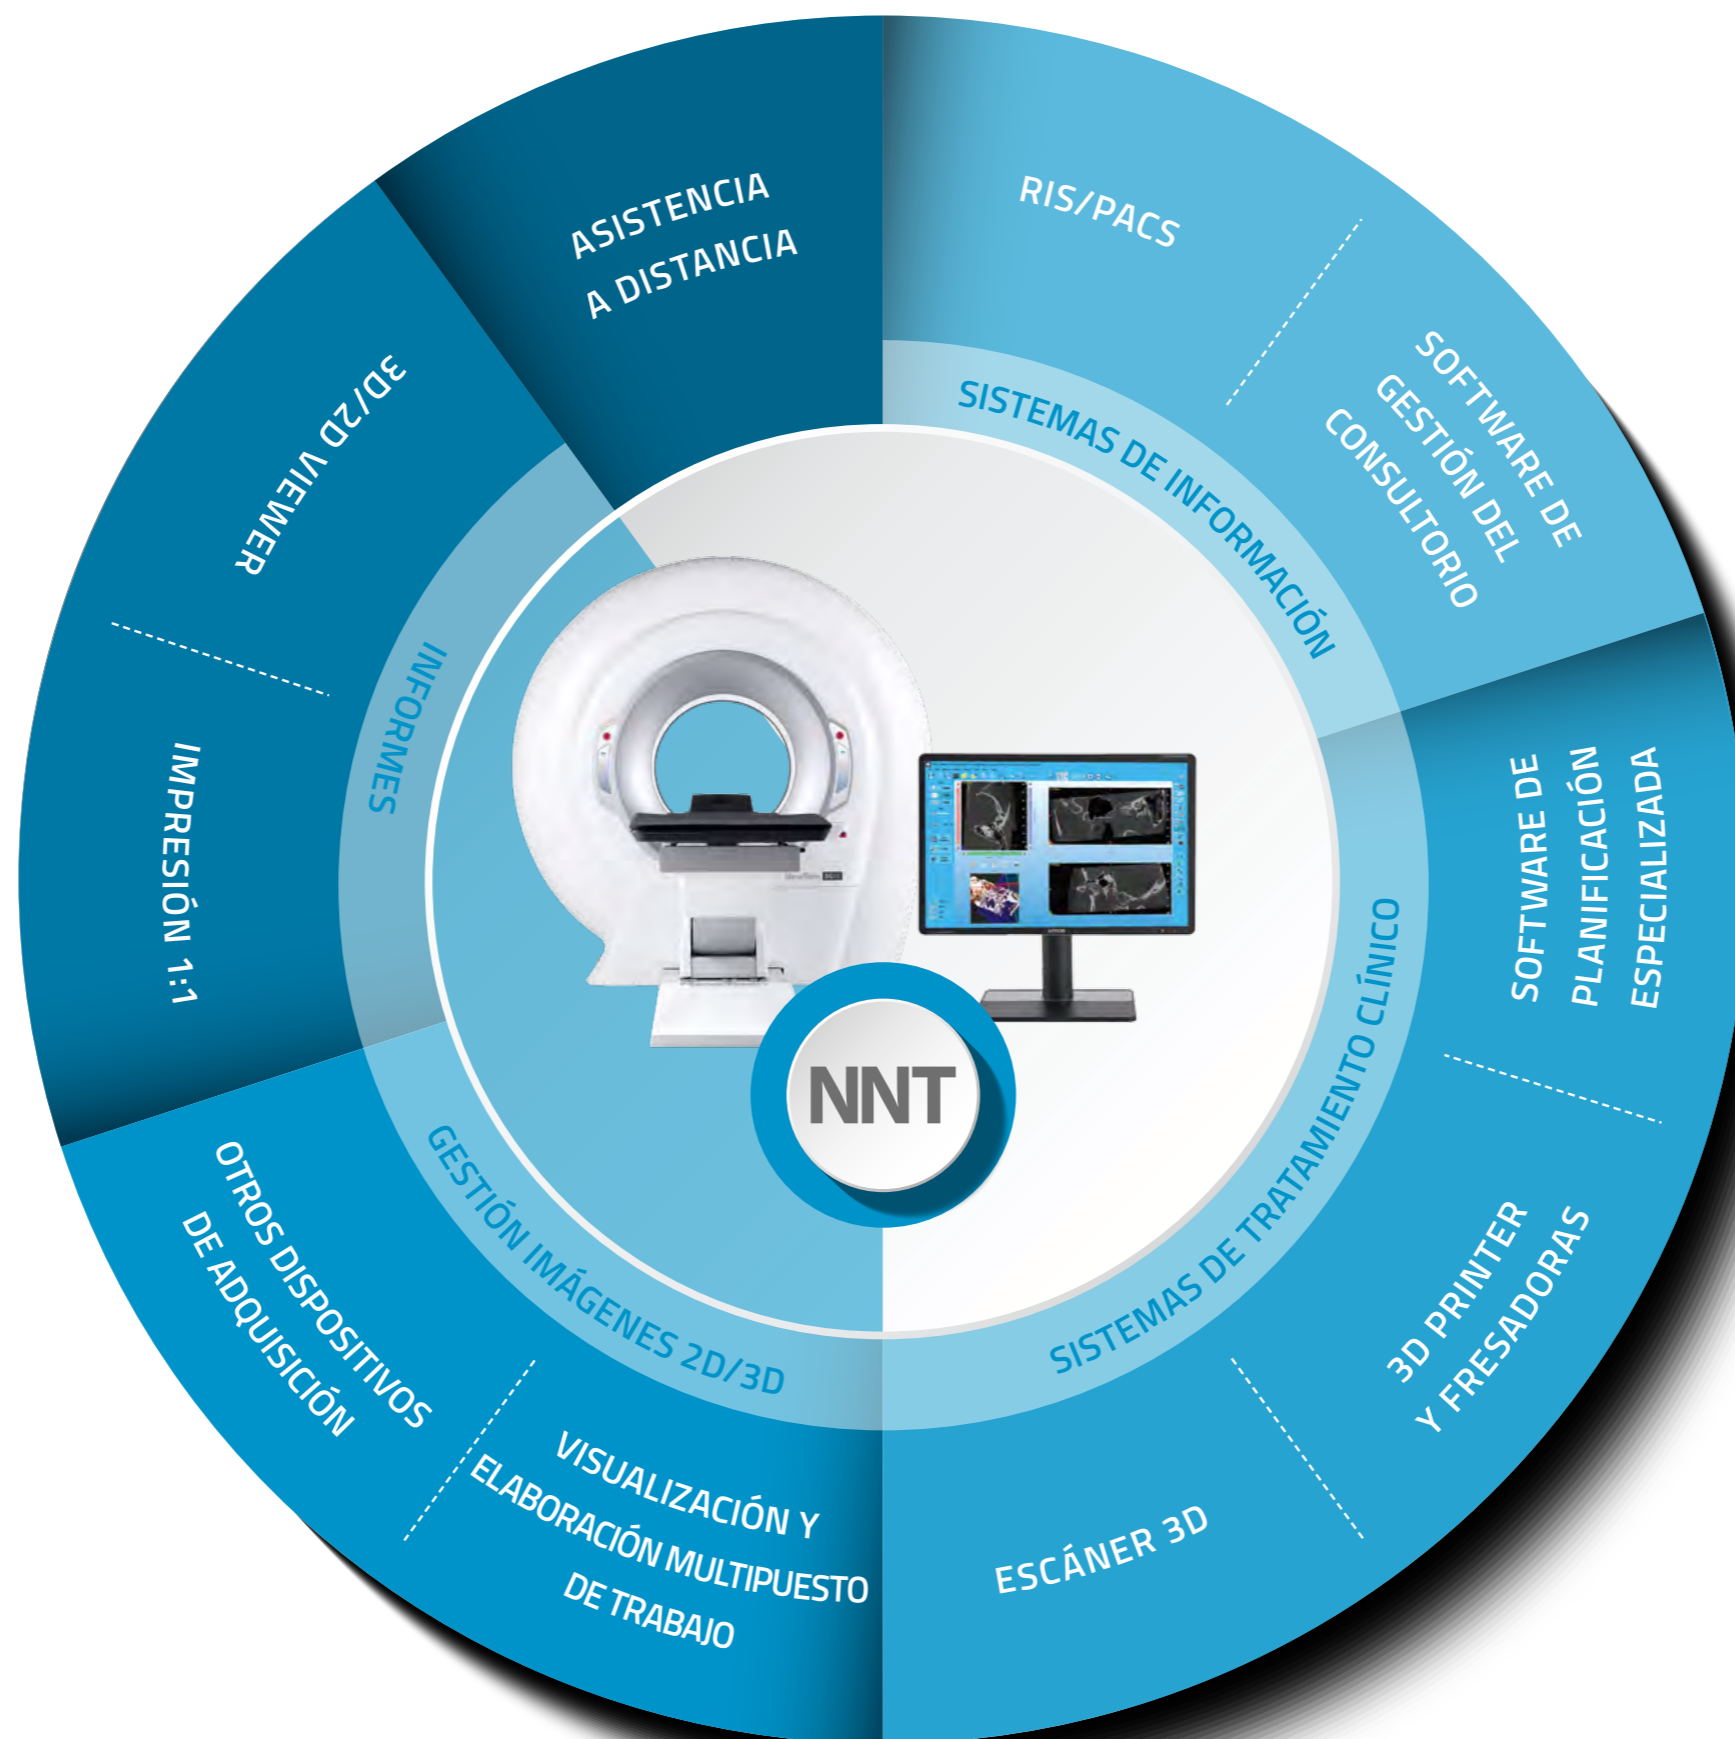 ASISTENCIA
A DISTANCIA
RIS/PACS
SOFTWARE DE
GESTIÓN DEL
CONSULTORIO
SISTEMAS DE INFORMACIÓN
SOFTWARE DE
PLANIFICACIÓN
ESPECIALIZADA
3D PRINTER
Y FRESADORAS
ESCÁNER 3D
SISTEMAS DE TRATAMIENTO CLÍNICO
VISUALIZACIÓN Y
ELABORACIÓN MULTIPUESTO
DE TRABAJO
OTROS DISPOSITIVOS
DE ADQUISICIÓN
GESTIÓN IMÁGENES 2D/3D
IMPRESIÓN 1:1
3D/2D VIEWER
INFORMES
NNT